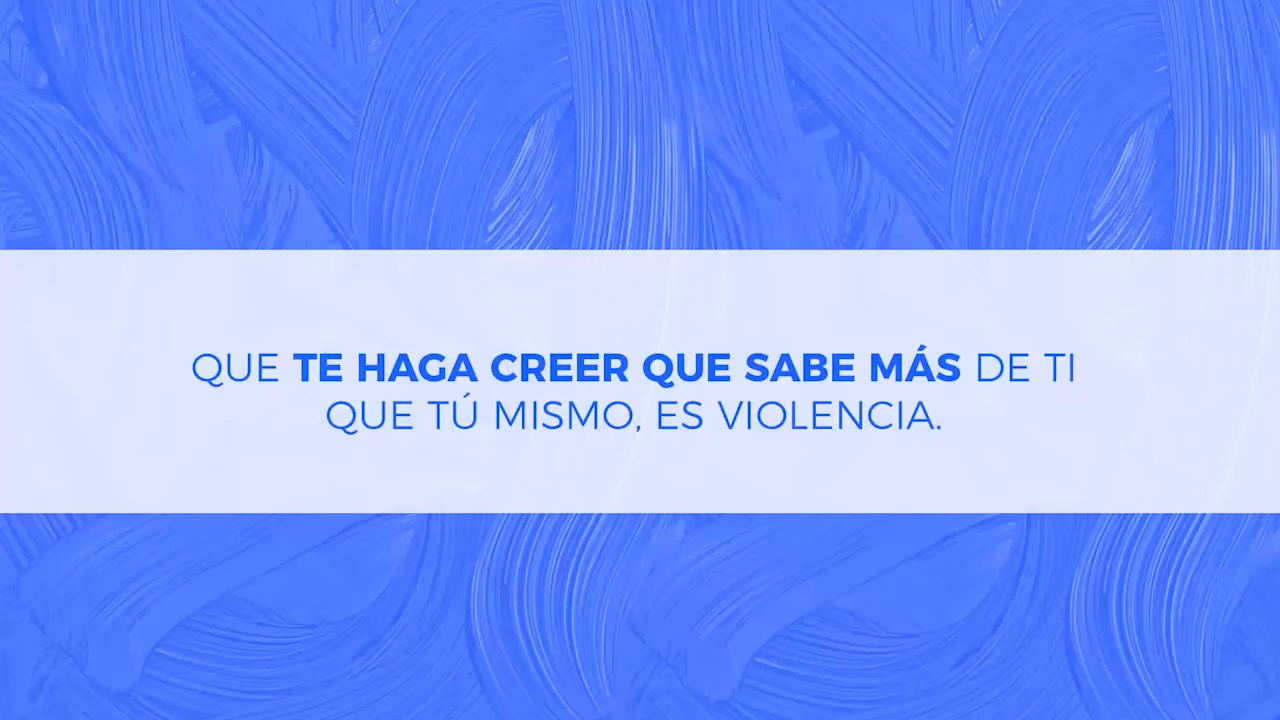 QUE TE HAGA CREER QUE SABE MÁS DE TI
QUE TÚ MISMO, ES VIOLENCIA.